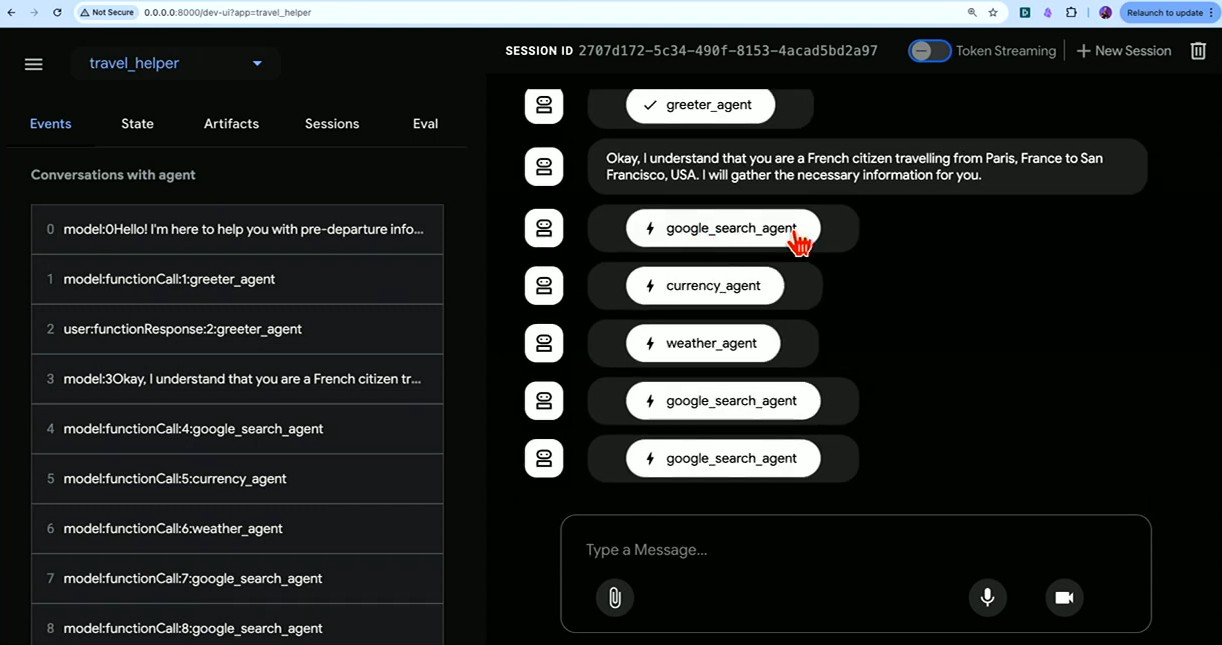 Not Secure
0.0.0.0:8000/dev-ui?app=travel_helper
Relaunch to update
travel_helper
SESSION ID 2707d172-5c34-490f-8153-4acad5bd2a97
Token Streaming
New Session
Events
State
Artifacts
Sessions
Eval
Conversations with agent
0 model:0Hello! I'm here to help you with pre-departure info...
1 model:functionCall:1:greeter_agent
2 user:functionResponse:2:greeter_agent
3 model:3Okay, I understand that you are a French citizen tr...
4 model:functionCall:4:google_search_agent
5 model:functionCall:5:currency_agent
6 model:functionCall:6:weather_agent
7 model:functionCall:7:google_search_agent
8 model:functionCall:8:google_search_agent
greeter_agent
Okay, I understand that you are a French citizen travelling from Paris, France to San
Francisco, USA. I will gather the necessary information for you.
google_search_agent
currency_agent
weather_agent
google_search_agent
google_search_agent
Type a Message...